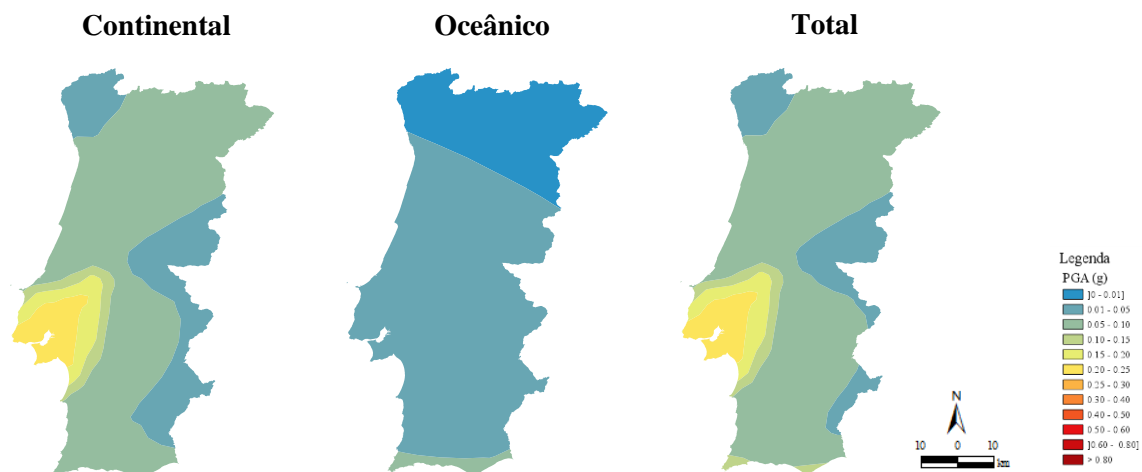 Continental
Oceânico
Total
Legenda
PGA (g)
]0 - 0.01]
0.01 - 0.05
0.05 - 0.10
0.10 - 0.15
0.15 - 0.20
0.20 - 0.25
0.25 - 0.30
0.30 - 0.40
0.40 - 0.50
0.50 - 0.60
]0.60 - 0.80]
> 0.80
N
10 0 10
km